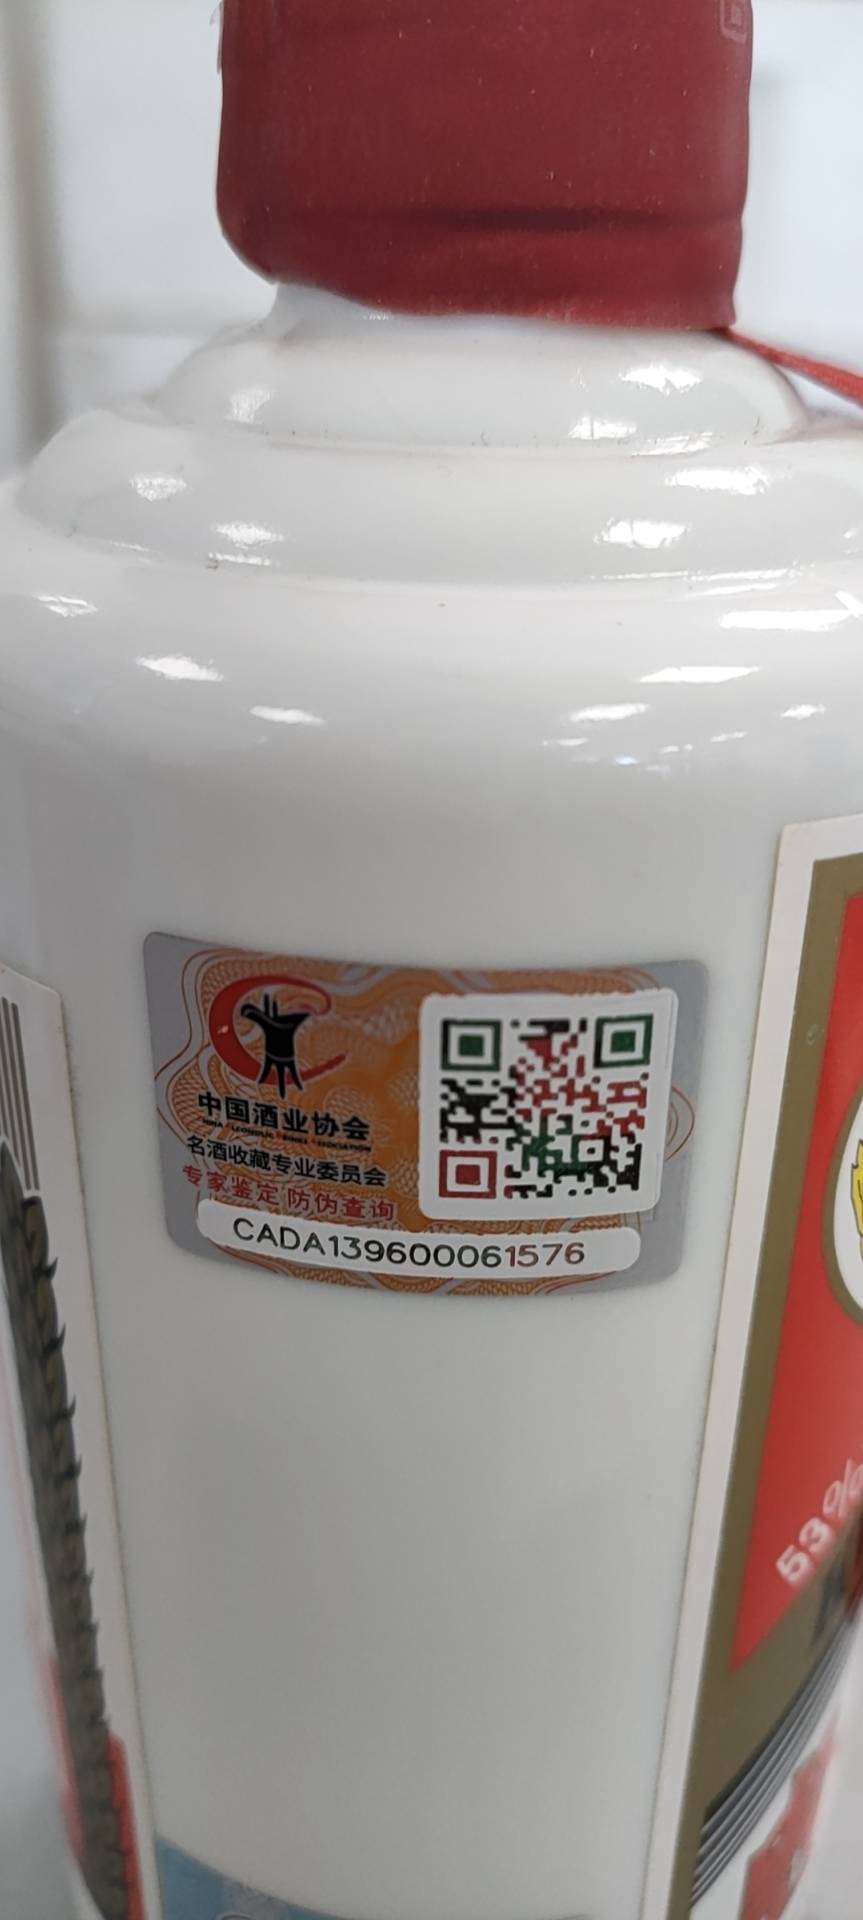 中国酒业协会
名酒收藏专业委员会
专家鉴定 防伪查询
CADA139600061576
53%